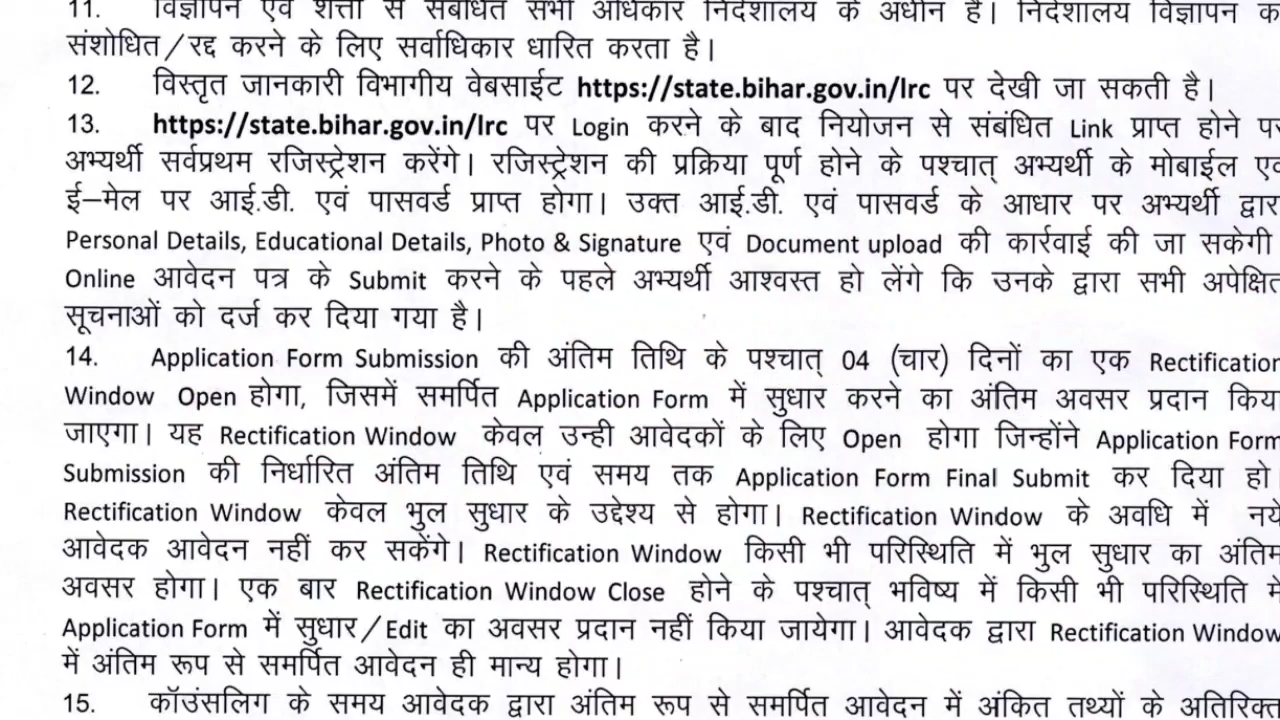 11. विज्ञापन एवं शर्तों से संबंधित सभी अधिकार निदेशालय के अधीन है। निदेशालय विज्ञापन को
संशोधित/रद्द करने के लिए सर्वाधिकार धारित करता है।
12. विस्तृत जानकारी विभागीय वेबसाईट https://state.bihar.gov.in/lrc पर देखी जा सकती है।
13. https://state.bihar.gov.in/lrc पर Login करने के बाद नियोजन से संबंधित Link प्राप्त होने पर
अभ्यर्थी सर्वप्रथम रजिस्ट्रेशन करेंगे। रजिस्ट्रेशन की प्रक्रिया पूर्ण होने के पश्चात् अभ्यर्थी के मोबाईल एवं
ई–मेल पर आई.डी. एवं पासवर्ड प्राप्त होगा। उक्त आई.डी. एवं पासवर्ड के आधार पर अभ्यर्थी द्वारा
Personal Details, Educational Details, Photo & Signature एवं Document upload की कार्रवाई की जा सकेगी
Online आवेदन पत्र के Submit करने के पहले अभ्यर्थी आश्वस्त हो लेंगे कि उनके द्वारा सभी अपेक्षित
सूचनाओं को दर्ज कर दिया गया है।
14. Application Form Submission की अंतिम तिथि के पश्चात् 04 (चार) दिनों का एक Rectification
Window Open होगा, जिसमें समर्पित Application Form में सुधार करने का अंतिम अवसर प्रदान किया
जाएगा। यह Rectification Window केवल उन्ही आवेदकों के लिए Open होगा जिन्होंने Application Form
Submission की निर्धारित अंतिम तिथि एवं समय तक Application Form Final Submit कर दिया हो।
Rectification Window केवल भुल सुधार के उद्देश्य से होगा। Rectification Window के अवधि में नये
आवेदक आवेदन नहीं कर सकेंगे। Rectification Window किसी भी परिस्थिति में भुल सुधार का अंतिम
अवसर होगा। एक बार Rectification Window Close होने के पश्चात् भविष्य में किसी भी परिस्थिति में
Application Form में सुधार/Edit का अवसर प्रदान नहीं किया जायेगा। आवेदक द्वारा Rectification Window
में अंतिम रूप से समर्पित आवेदन ही मान्य होगा।
15. कॉउंसलिग के समय आवेदक द्वारा अंतिम रूप से समर्पित आवेदन में अंकित तथ्यों के अतिरिक्त